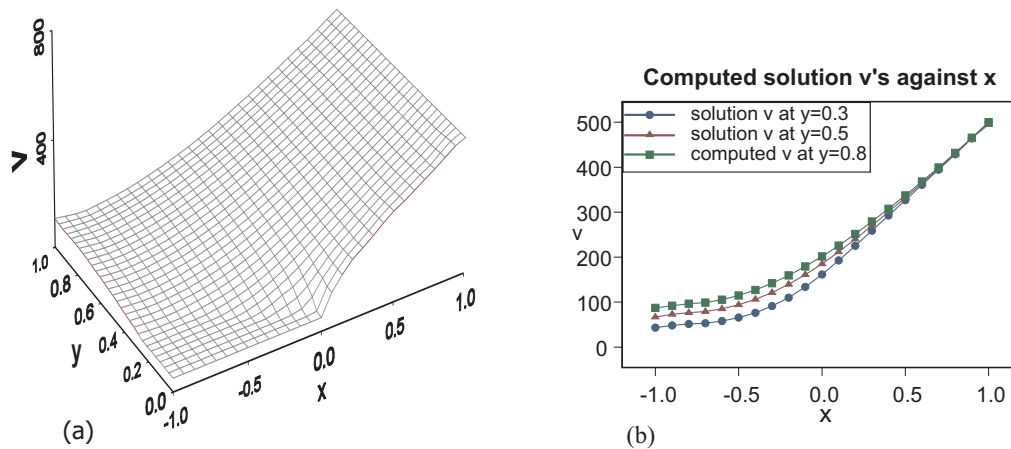 800
400
v
1.0
0.8
0.6
0.4
0.2
0.0
y
-1.0
-0.5
0.0
0.5
1.0
x
(a)
Computed solution v's against x
solution v at y=0.3
solution v at y=0.5
computed v at y=0.8
500
400
300
200
100
0
v
-1.0 -0.5 0.0 0.5 1.0
x
(b)